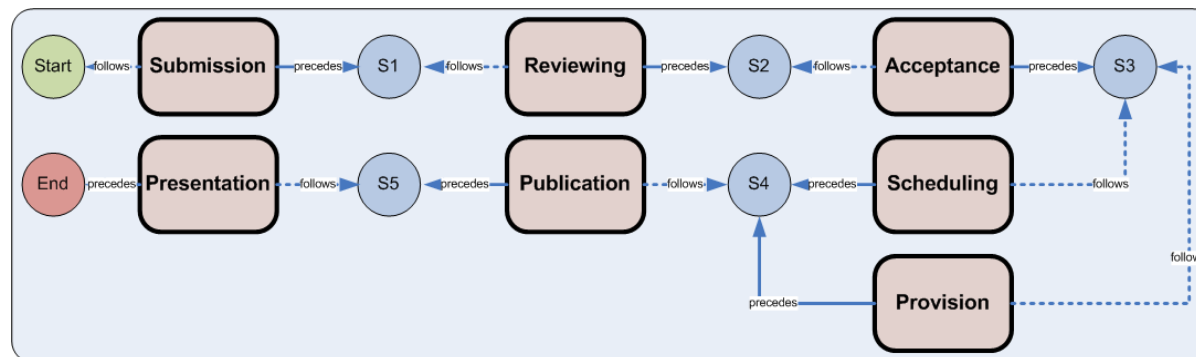 Start
follows
Submission
precedes
S1
follows
Reviewing
precedes
S2
follows
Acceptance
precedes
S3
End
precedes
Presentation
follows
S5
precedes
Publication
follows
S4
precedes
Scheduling
follows
follow
precedes
Provision